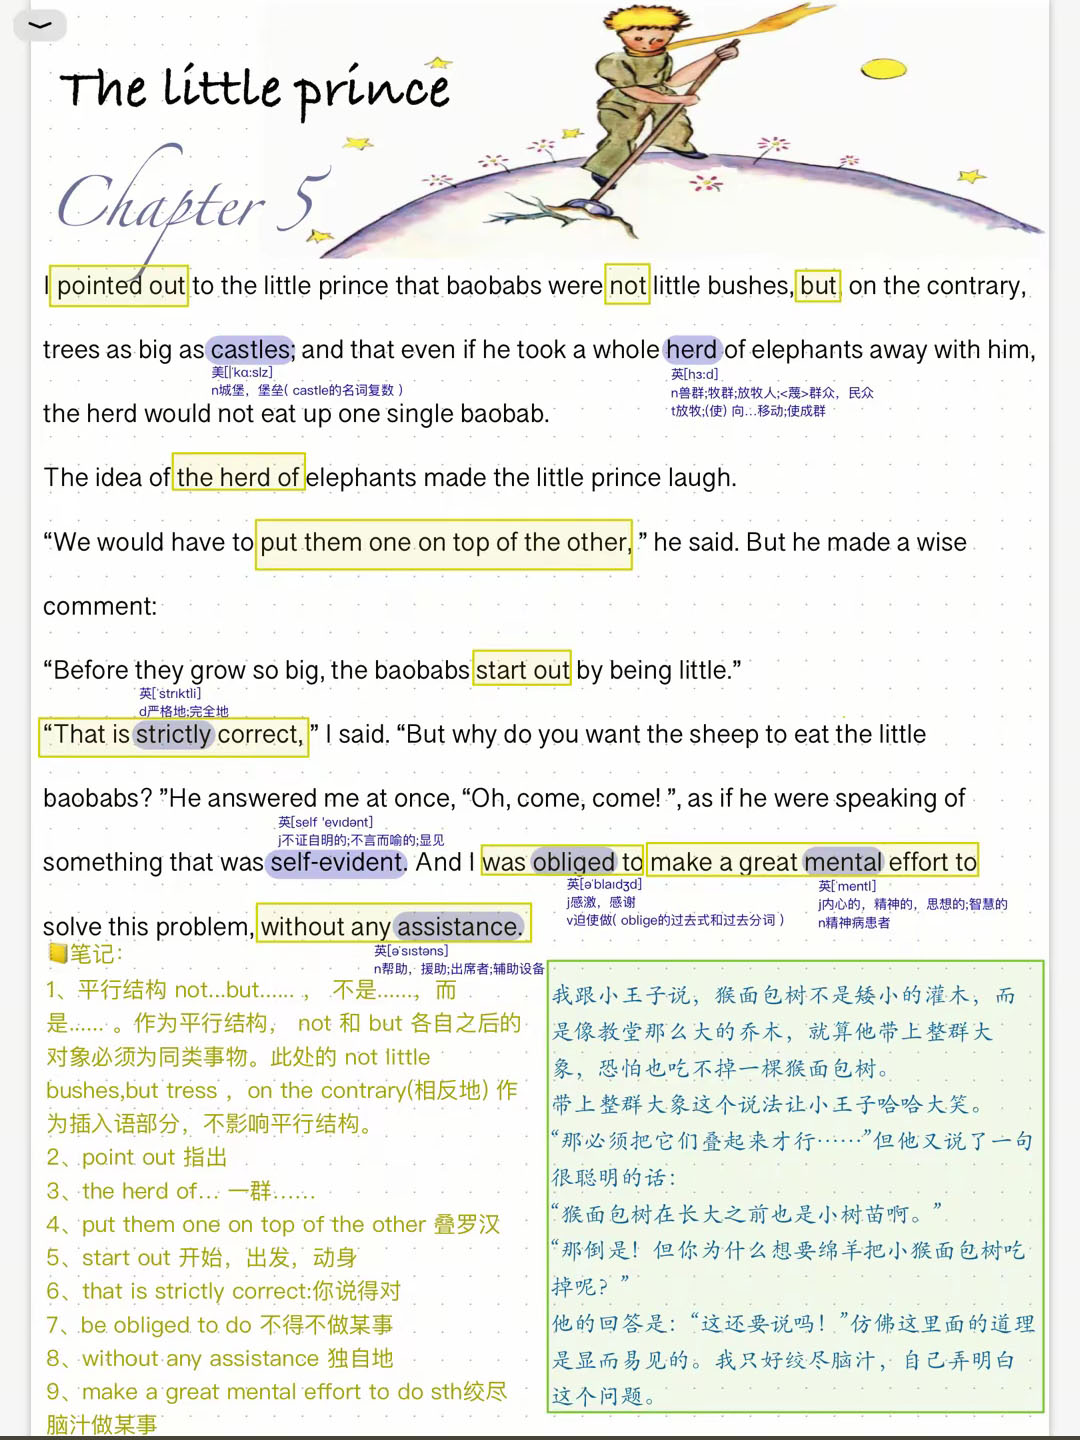 The little prince
Chapter 5
I pointed out to the little prince that baobabs were not little bushes, but, on the contrary,
trees as big as castles; and that even if he took a whole herd of elephants away with him,
美[ˈkɑ:slz]
n城堡，堡垒( castle的名词复数 )
英[hɜ:d]
n兽群;牧群;放牧人;<蔑>群众，民众
t放牧;(使) 向…移动;使成群
the herd would not eat up one single baobab.
The idea of the herd of elephants made the little prince laugh.
“We would have to put them one on top of the other, ” he said. But he made a wise
comment:
“Before they grow so big, the baobabs start out by being little.”
英[ˈstrɪktli]
d严格地;完全地
“That is strictly correct, ” I said. “But why do you want the sheep to eat the little
baobabs? ”He answered me at once, “Oh, come, come! ”, as if he were speaking of
英[self 'evɪdənt]
j不证自明的;不言而喻的;显见
something that was self-evident. And I was obliged to make a great mental effort to
英[əˈblaɪdʒd]
j感激，感谢
v迫使做( oblige的过去式和过去分词 )
英[ˈmentl]
j内心的，精神的，思想的;智慧的
n精神病患者
solve this problem, without any assistance.
英[əˈsɪstəns]
n帮助，援助;出席者;辅助设备
📒笔记:
1、平行结构 not...but...... ， 不是......，而
是...... 。作为平行结构， not 和 but 各自之后的
对象必须为同类事物。此处的 not little
bushes,but tress ，on the contrary(相反地) 作
为插入语部分，不影响平行结构。
2、point out 指出
3、the herd of... 一群......
4、put them one on top of the other 叠罗汉
5、start out 开始，出发，动身
6、that is strictly correct:你说得对
7、be obliged to do 不得不做某事
8、without any assistance 独自地
9、make a great mental effort to do sth绞尽
脑汁做某事
我跟小王子说，猴面包树不是矮小的灌木，而
是像教堂那么大的乔木，就算他带上整群大
象，恐怕也吃不掉一棵猴面包树。
带上整群大象这个说法让小王子哈哈大笑。
“那必须把它们叠起来才行……”但他又说了一句
很聪明的话：
“猴面包树在长大之前也是小树苗啊。”
“那倒是！但你为什么想要绵羊把小猴面包树吃
掉呢？”
他的回答是：“这还要说吗！”仿佛这里面的道理
是显而易见的。我只好绞尽脑汁，自己弄明白
这个问题。